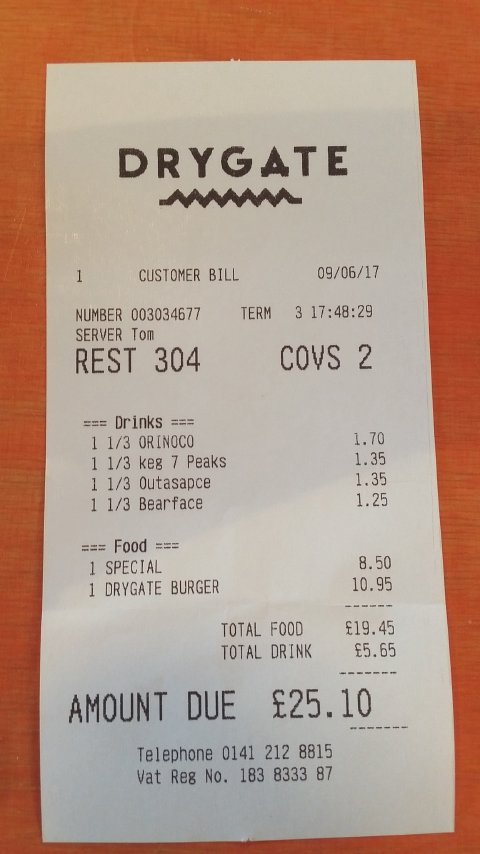 DRYGATE
1 CUSTOMER BILL 09/06/17
NUMBER 003034677 TERM 3 17:48:29
SERVER Tom
REST 304 COVS 2
=== Drinks ===
1 1/3 ORINOCO 1.70
1 1/3 keg 7 Peaks 1.35
1 1/3 Outasapce 1.35
1 1/3 Bearface 1.25
=== Food ===
1 SPECIAL 8.50
1 DRYGATE BURGER 10.95
------
TOTAL FOOD £19.45
TOTAL DRINK £5.65
-------
AMOUNT DUE £25.10
-------
Telephone 0141 212 8815
Vat Reg No. 183 8333 87